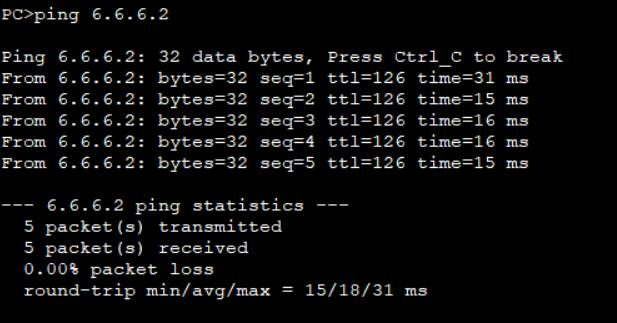 PC>ping 6.6.6.2
Ping 6.6.6.2: 32 data bytes, Press Ctrl_C to break
From 6.6.6.2: bytes=32 seq=1 ttl=126 time=31 ms
From 6.6.6.2: bytes=32 seq=2 ttl=126 time=15 ms
From 6.6.6.2: bytes=32 seq=3 ttl=126 time=16 ms
From 6.6.6.2: bytes=32 seq=4 ttl=126 time=16 ms
From 6.6.6.2: bytes=32 seq=5 ttl=126 time=15 ms
--- 6.6.6.2 ping statistics ---
5 packet(s) transmitted
5 packet(s) received
0.00% packet loss
round-trip min/avg/max = 15/18/31 ms